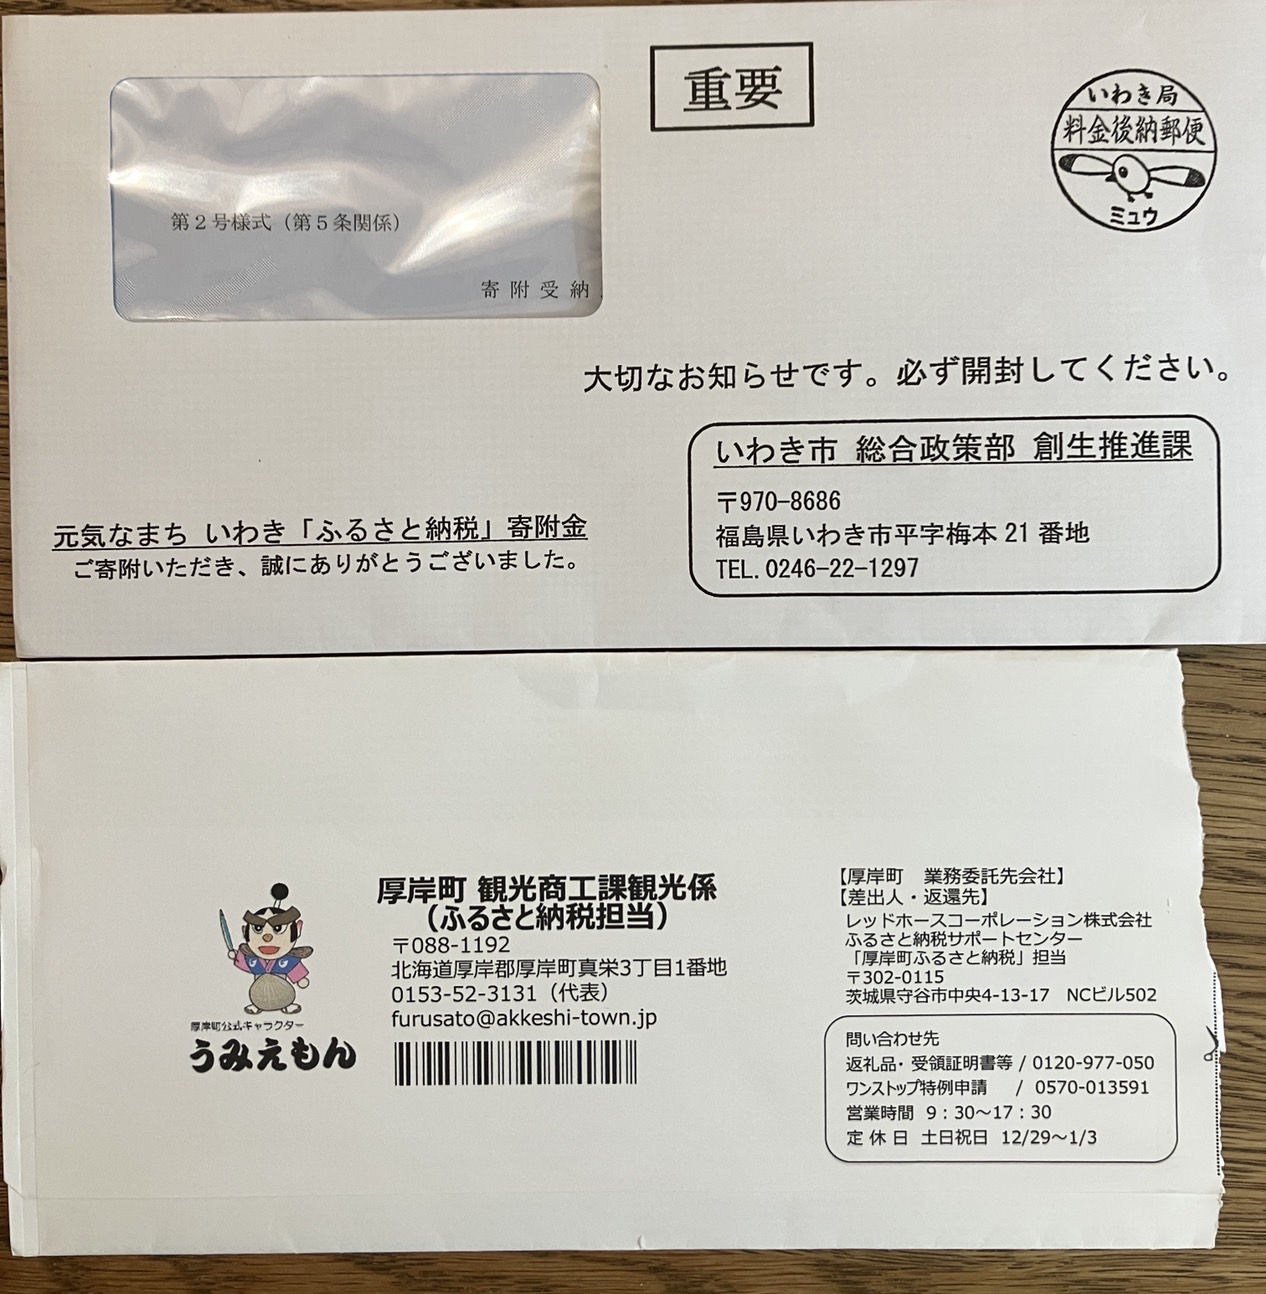 重要
いわき局
料金後納郵便
ミュウ
第2号様式（第5条関係）
寄附受納
大切なお知らせです。必ず開封してください。
いわき市 総合政策部 創生推進課
〒970-8686
福島県いわき市平字梅本21番地
TEL.0246-22-1297
元気なまち いわき「ふるさと納税」寄附金
ご寄附いただき、誠にありがとうございました。
厚岸町公式キャラクター
うみえもん
厚岸町 観光商工課観光係
（ふるさと納税担当）
〒088-1192
北海道厚岸郡厚岸町真栄3丁目1番地
0153-52-3131（代表）
furusato@akkeshi-town.jp
【厚岸町　業務委託先会社】
【差出人・返還先】
レッドホースコーポレーション株式会社
ふるさと納税サポートセンター
「厚岸町ふるさと納税」担当
〒302-0115
茨城県守谷市中央4-13-17　NCビル502
問い合わせ先
返礼品・受領証明書等 / 0120-977-050
ワンストップ特例申請 / 0570-013591
営業時間 9：30～17：30
定休日 土日祝日 12/29～1/3